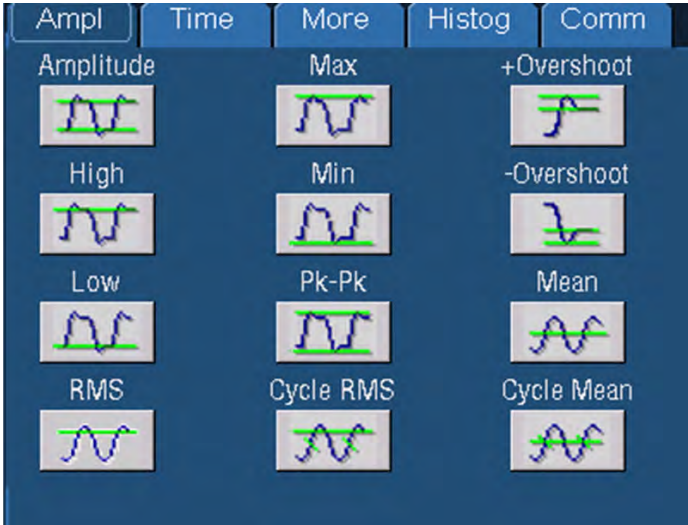 Ampl Time More Histog Comm
Amplitude Max +Overshoot
High Min -Overshoot
Low Pk-Pk Mean
RMS Cycle RMS Cycle Mean